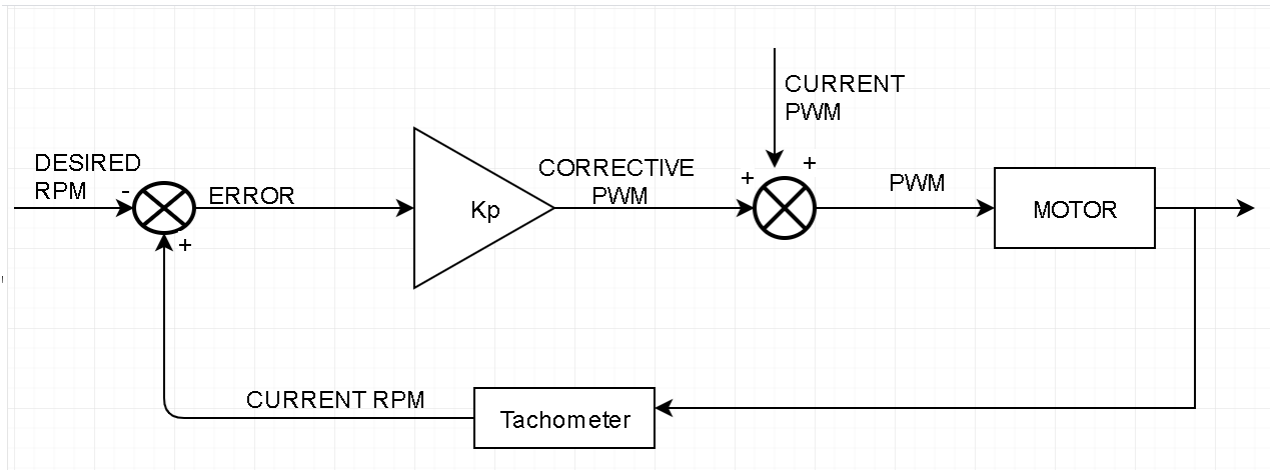 CURRENT
PWM
DESIRED
RPM
-
ERROR
Kp
CORRECTIVE
PWM
+
+
PWM
MOTOR
+
CURRENT RPM
Tachometer